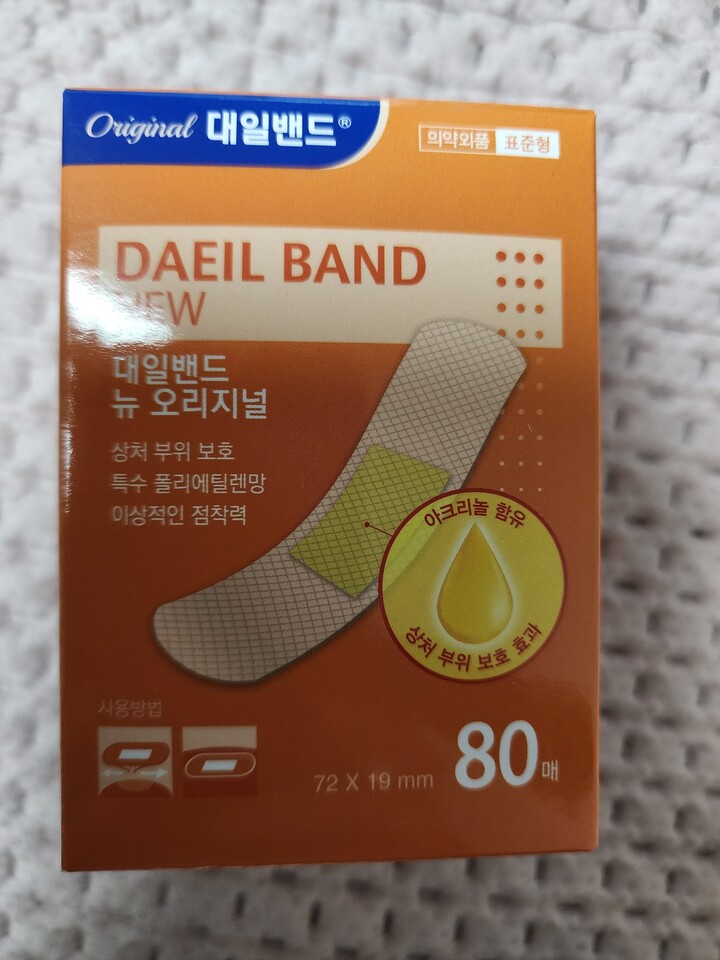 Original 대일밴드®
의약외품 표준형
DAEIL BAND
NEW
대일밴드
뉴 오리지널
상처 부위 보호
특수 폴리에틸렌망
이상적인 점착력
아크리놀 함유
상처 부위 보호 효과
사용방법
72 X 19 mm
80매